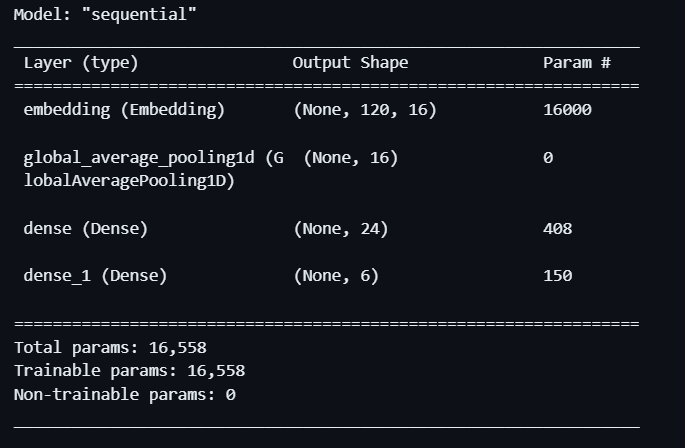 Model: "sequential"
Layer (type) Output Shape Param #
embedding (Embedding) (None, 120, 16) 16000
global_average_pooling1d (G (None, 16) 0
lobalAveragePooling1D)
dense (Dense) (None, 24) 408
dense_1 (Dense) (None, 6) 150
Total params: 16,558
Trainable params: 16,558
Non-trainable params: 0